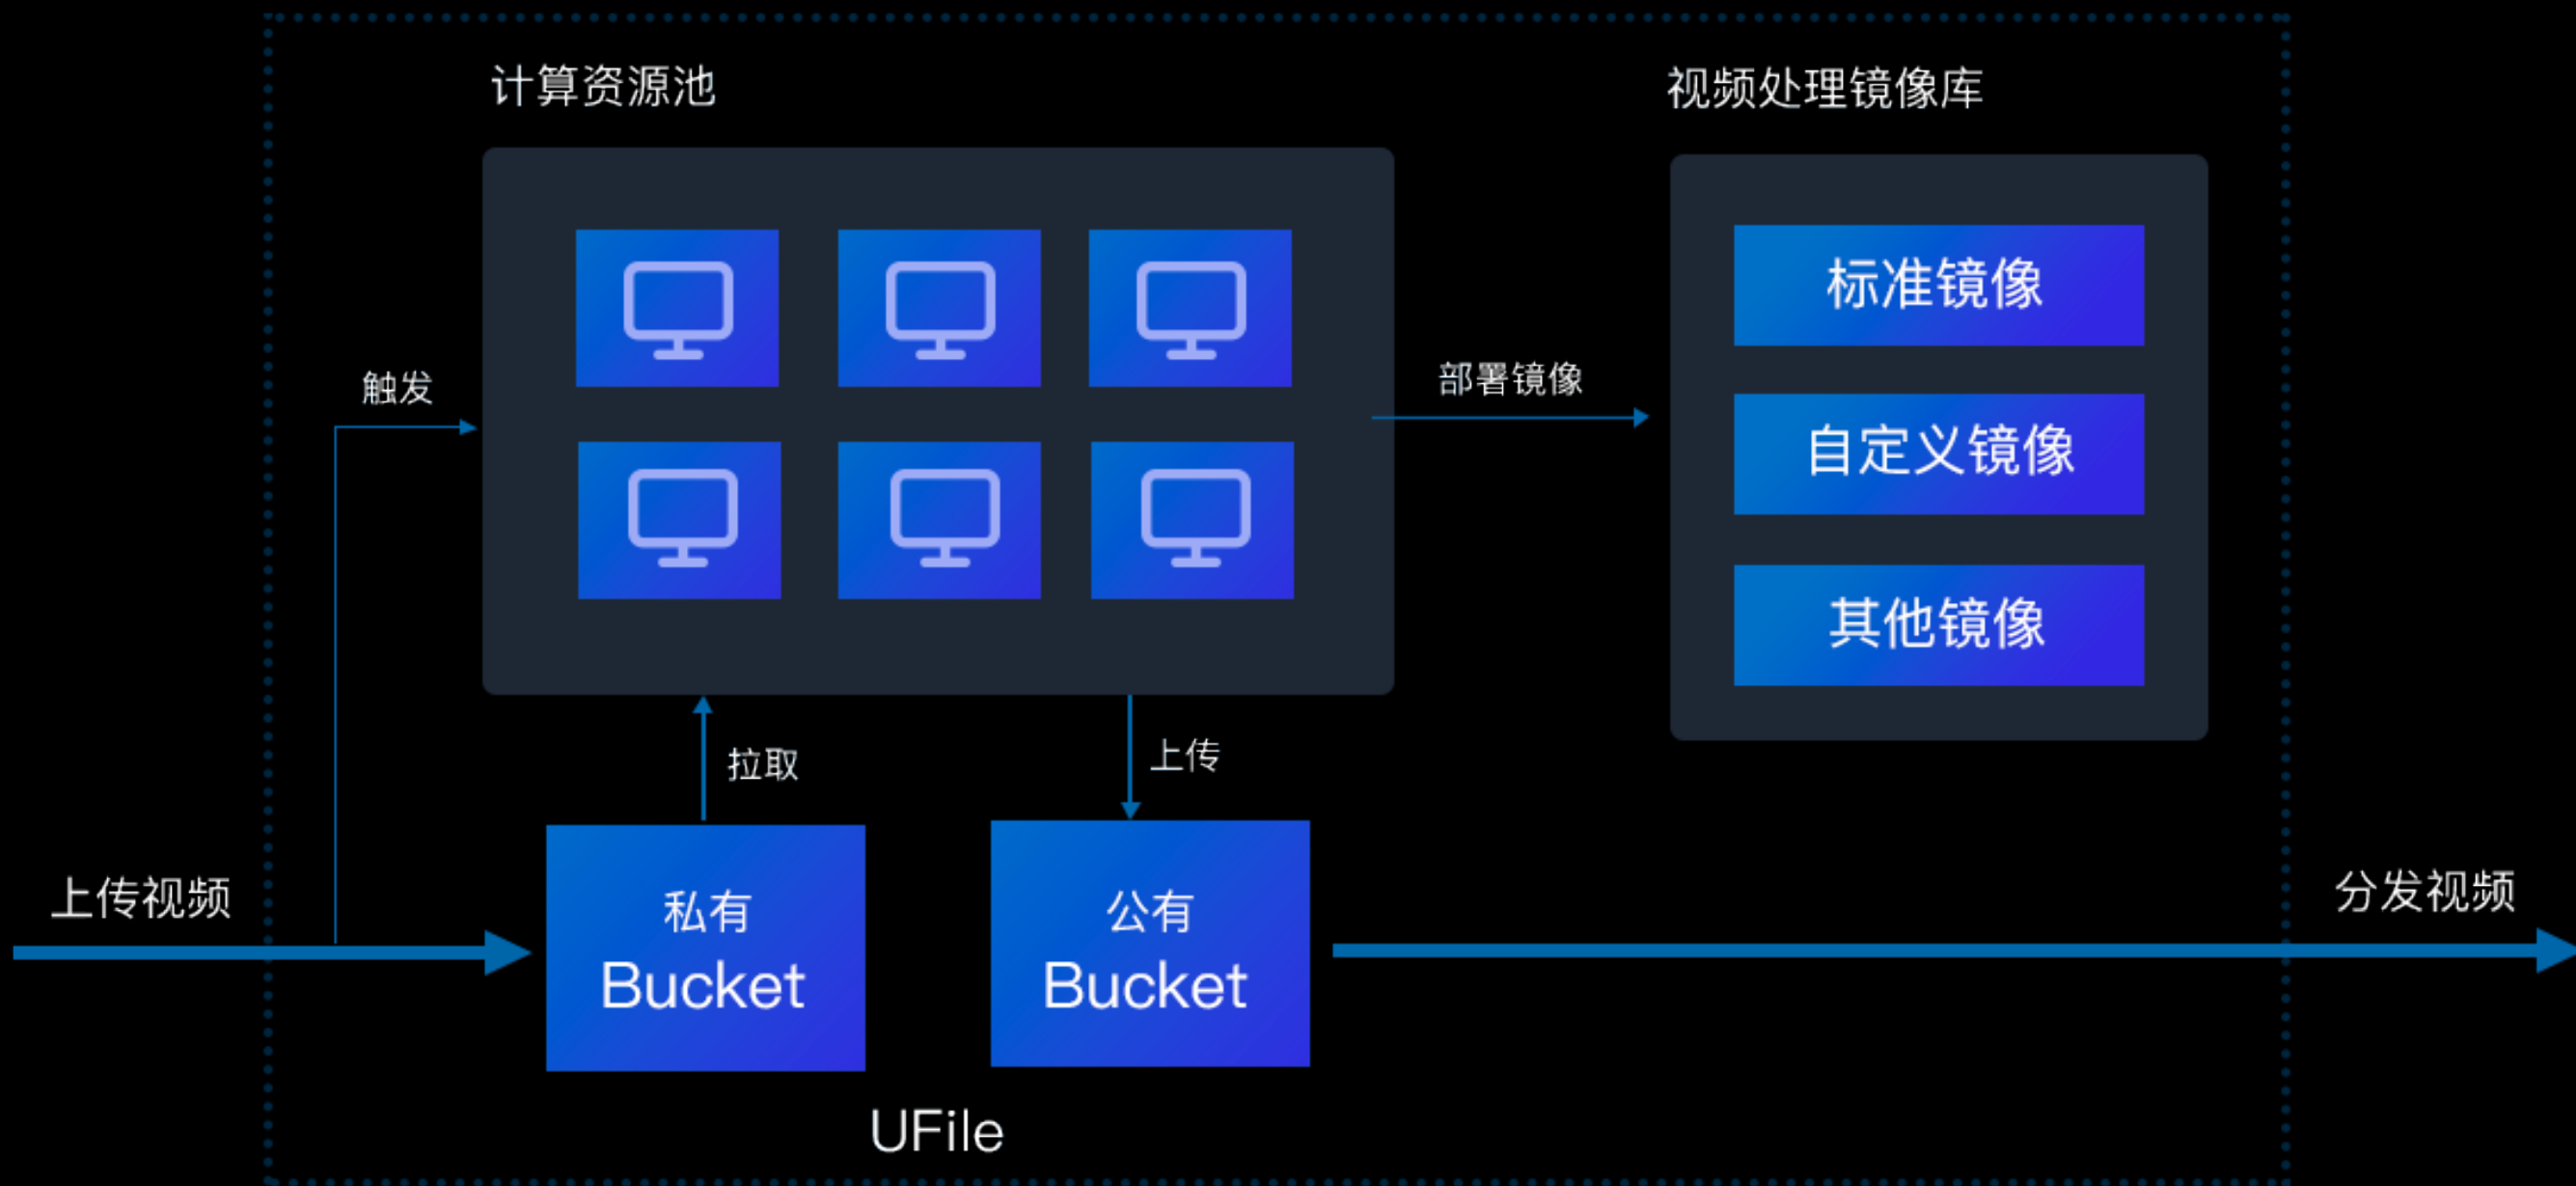 计算资源池
视频处理镜像库
标准镜像
触发
部署镜像
自定义镜像
其他镜像
拉取
上传
上传视频
私有
Bucket
公有
Bucket
分发视频
UFile